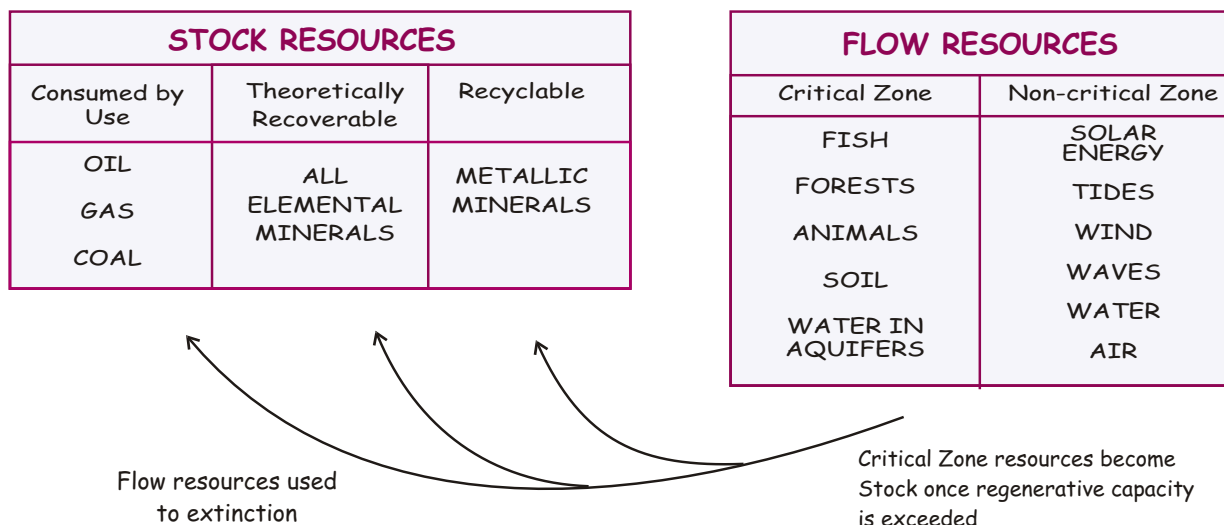 STOCK RESOURCES
Consumed by
Use
Theoretically
Recoverable
Recyclable
OIL
GAS
COAL
ALL
ELEMENTAL
MINERALS
METALLIC
MINERALS
FLOW RESOURCES
Critical Zone
Non-critical Zone
FISH
FORESTS
ANIMALS
SOIL
WATER IN
AQUIFERS
SOLAR
ENERGY
TIDES
WIND
WAVES
WATER
AIR
Flow resources used
to extinction
Critical Zone resources become
Stock once regenerative capacity
is exceeded